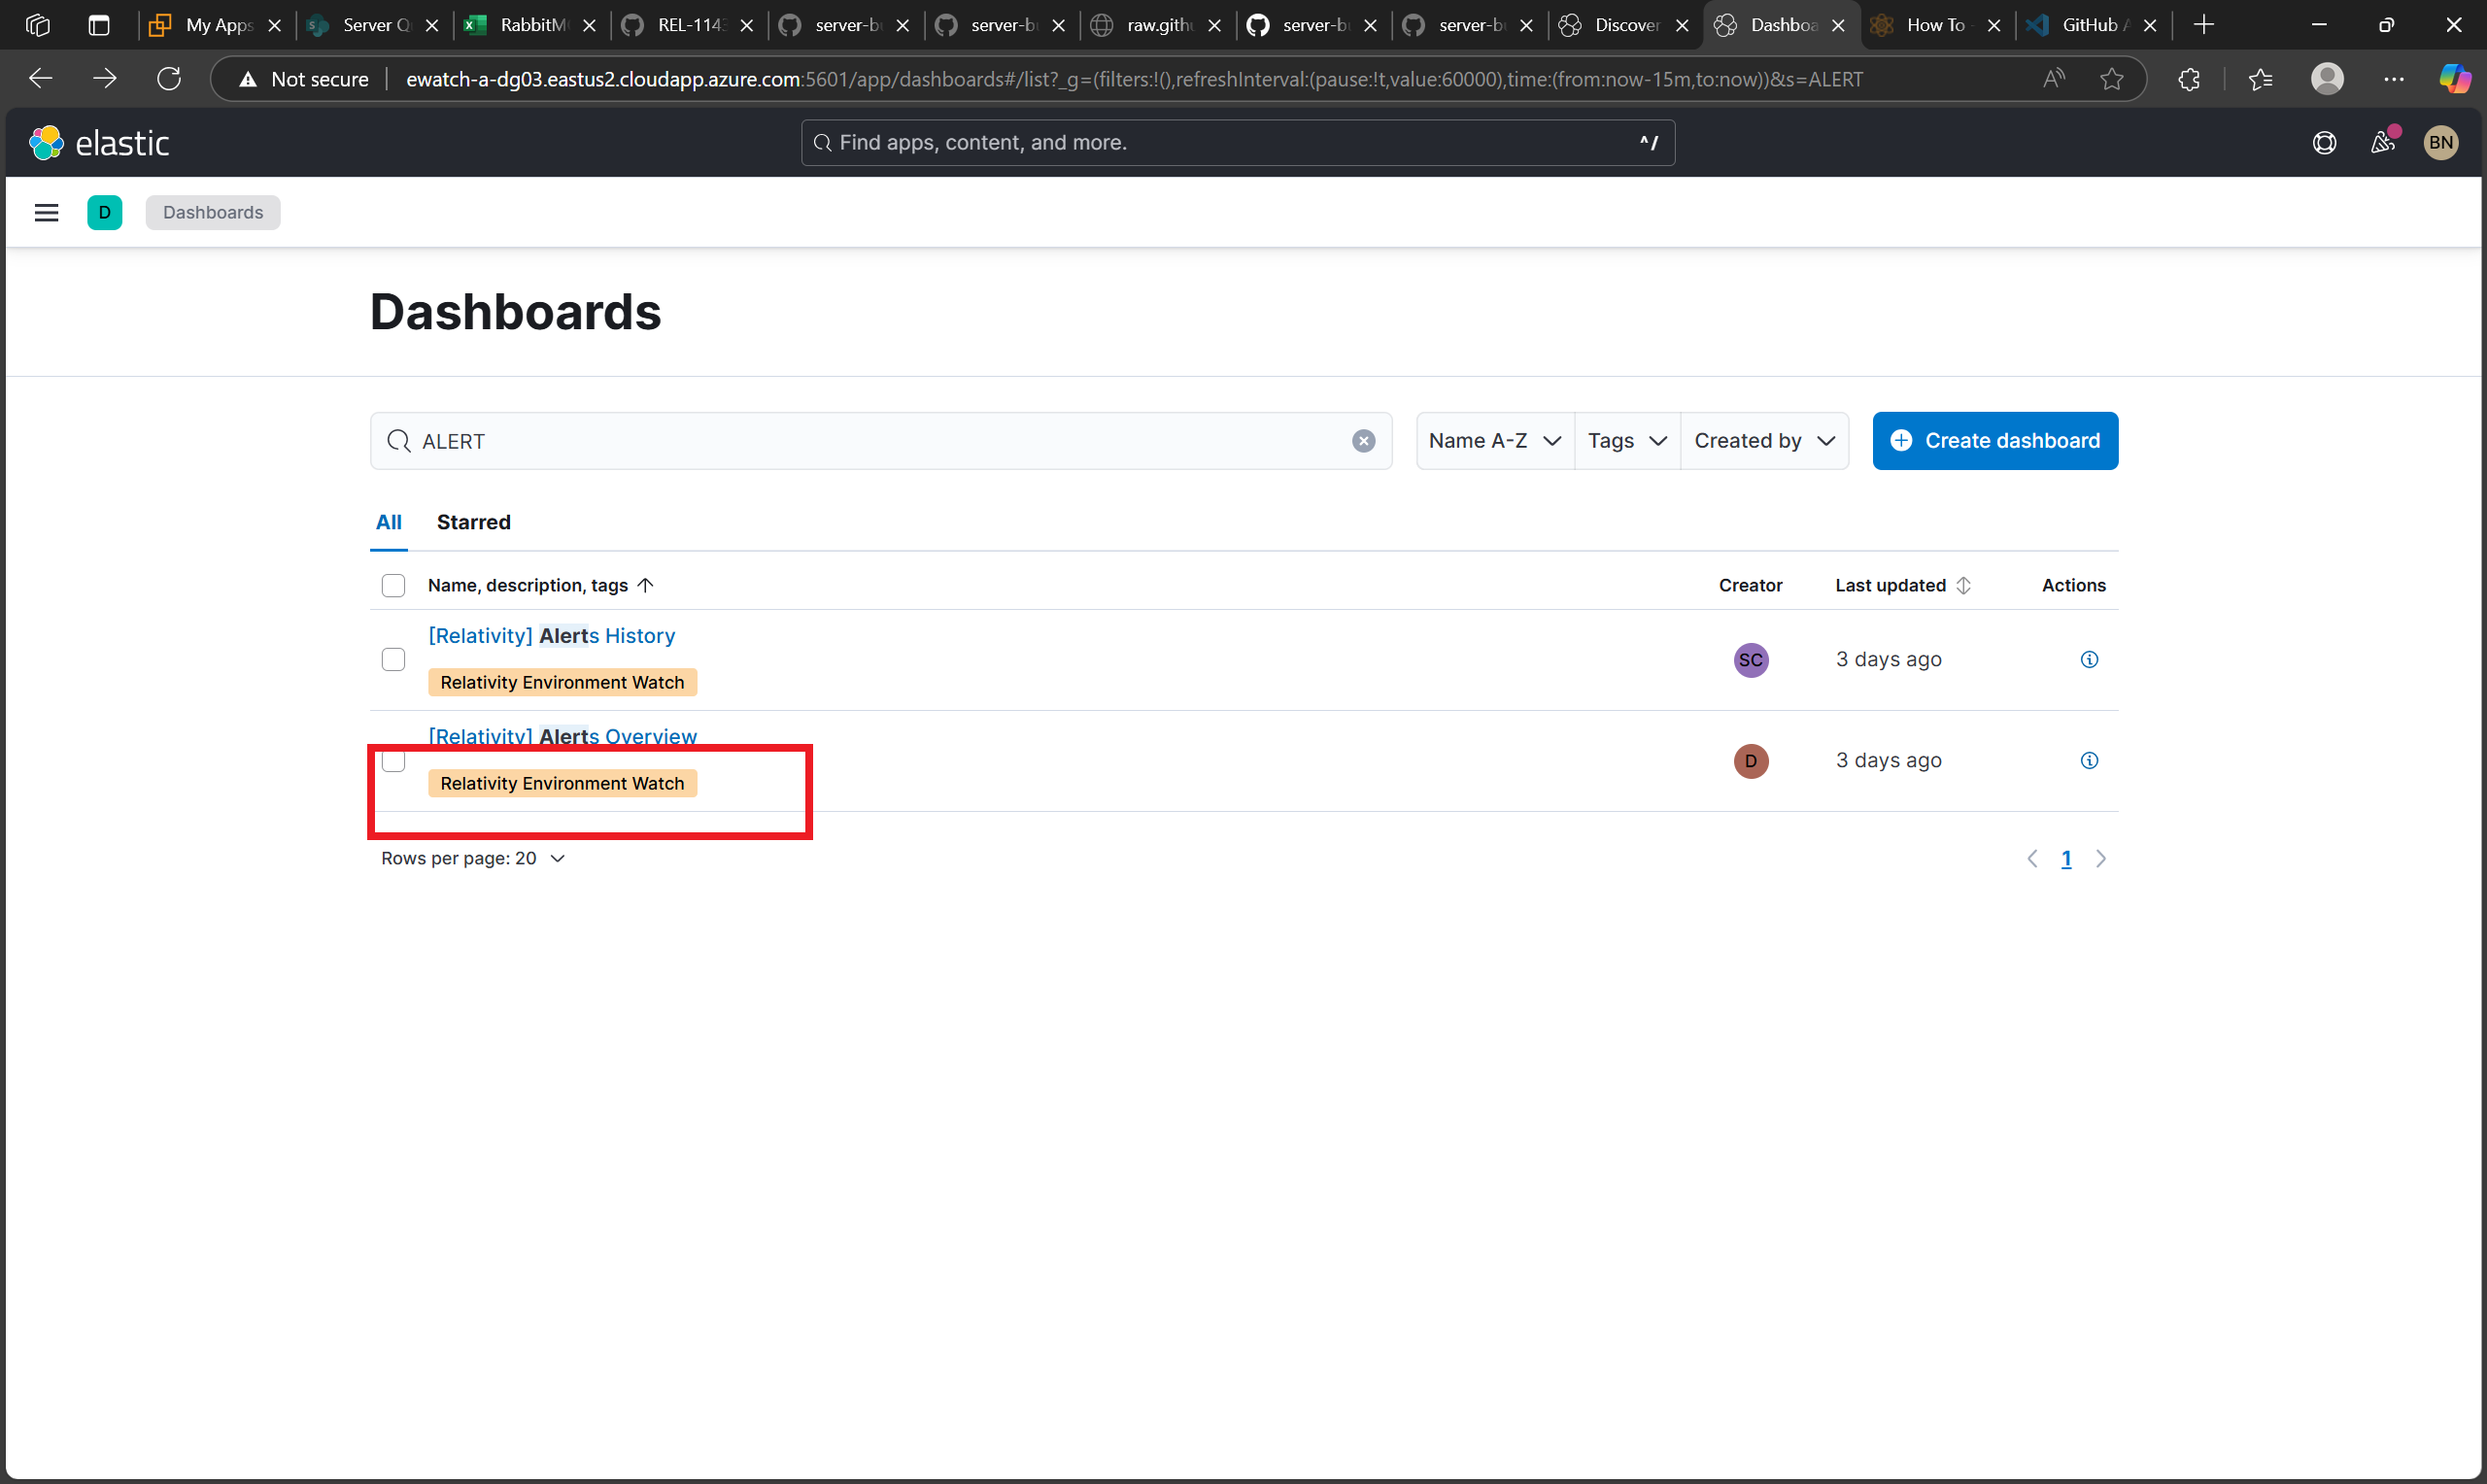 My Apps
Server Q
RabbitM
REL-1143
server-b
server-b
raw.gith
server-b
server-b
Discover
Dashboa
How To
GitHub A
Not secure
ewatch-a-dg03.eastus2.cloudapp.azure.com:5601/app/dashboards#/list?_g=(filters:!(),refreshInterval:(pause:!t,value:60000),time:(from:now-15m,to:now))&s=ALERT
elastic
Find apps, content, and more.
^/
BN
D
Dashboards
Dashboards
ALERT
Name A-Z
Tags
Created by
Create dashboard
All
Starred
Name, description, tags
Creator
Last updated
Actions
[Relativity] Alerts History
Relativity Environment Watch
SC
3 days ago
[Relativity] Alerts Overview
Relativity Environment Watch
D
3 days ago
Rows per page: 20
1